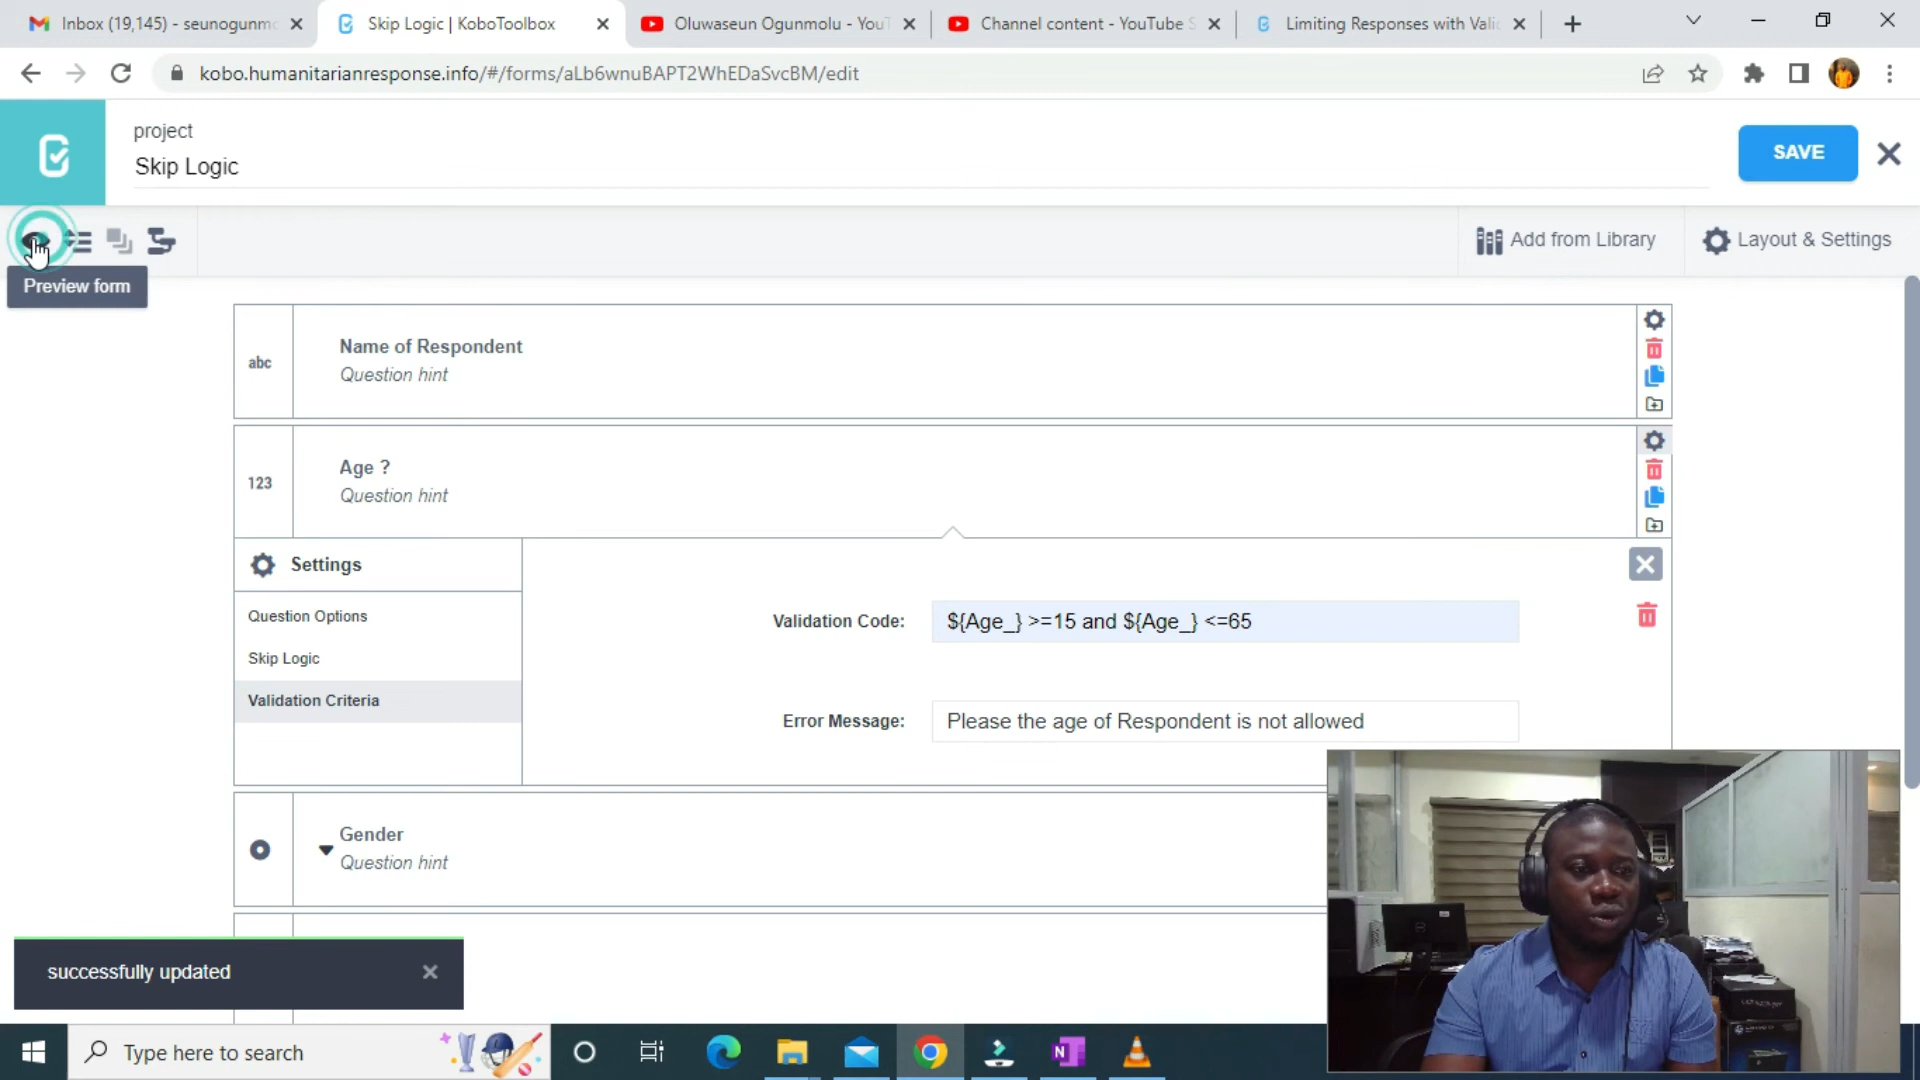 Inbox (19,145) - seunogunmo
Skip Logic | KoboToolbox
Oluwaseun Ogunmolu - YouT
Channel content - YouTube S
Limiting Responses with Valid
kobo.humanitarianresponse.info/#/forms/aLb6wnuBAPT2WhEDaSvcBM/edit
project
Skip Logic
SAVE
Add from Library
Layout & Settings
Preview form
abc
Name of Respondent
Question hint
123
Age ?
Question hint
Settings
Question Options
Skip Logic
Validation Criteria
Validation Code:
${Age_} >=15 and ${Age_} <=65
Error Message:
Please the age of Respondent is not allowed
Gender
Question hint
successfully updated
Type here to search